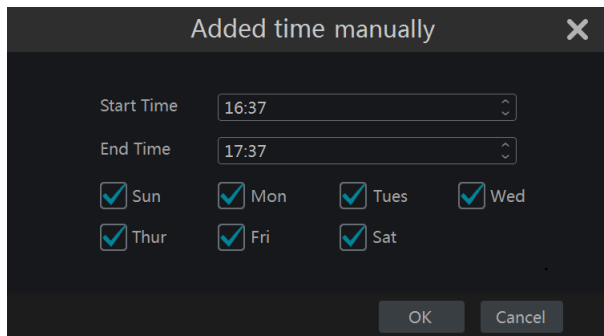 Added time manually
Start Time 16:37
End Time 17:37
Sun Mon Tues Wed
Thur Fri Sat
OK Cancel